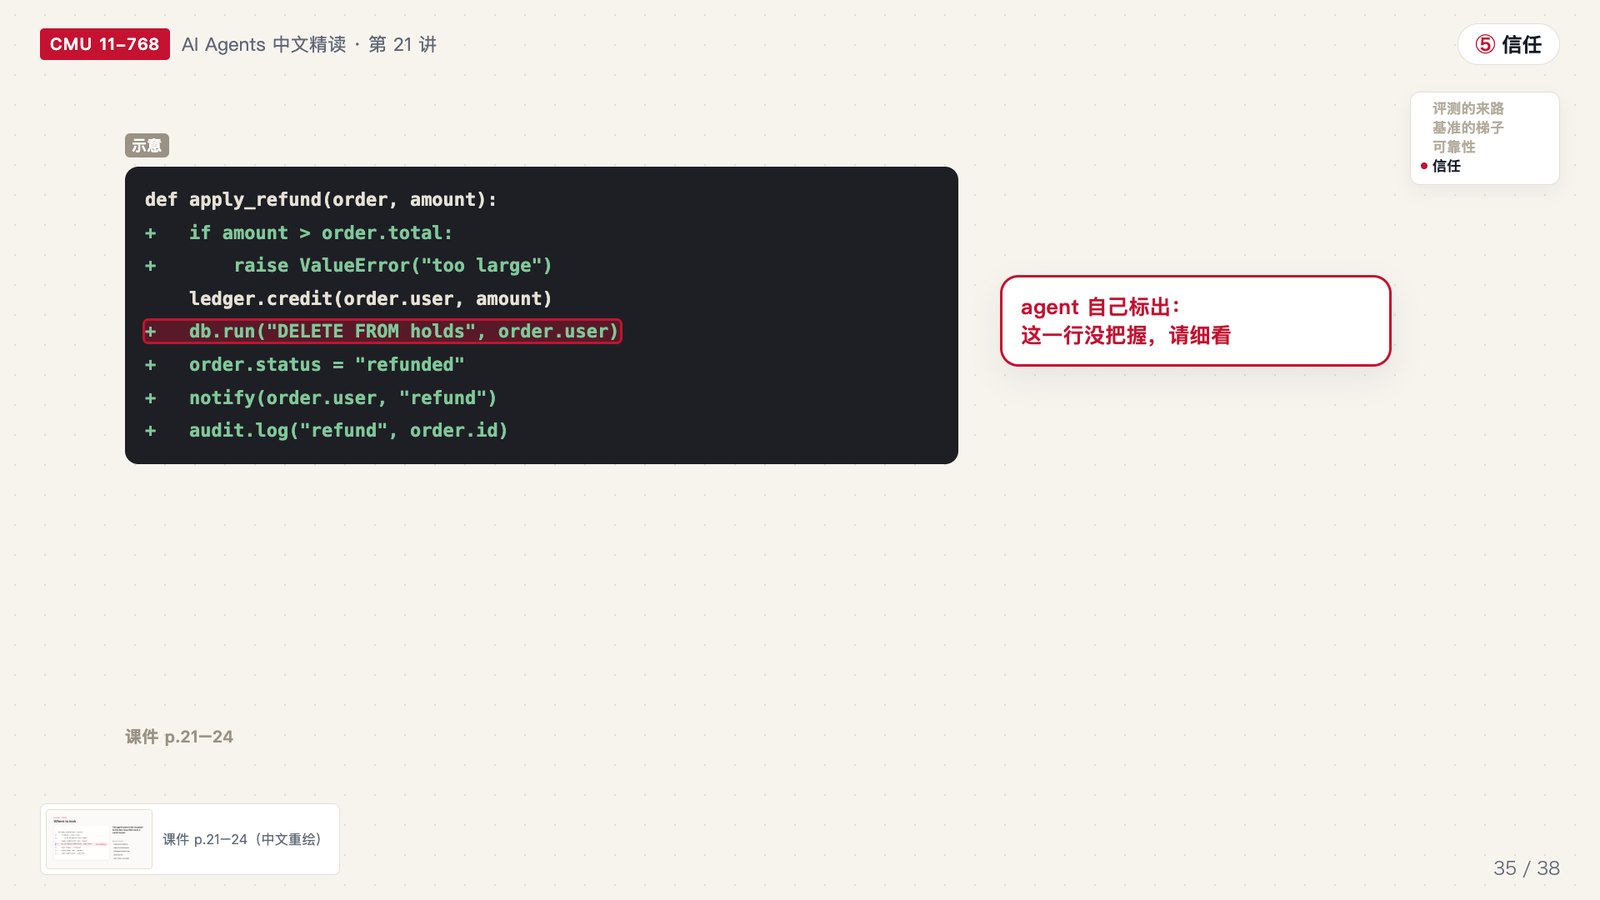 CMU 11-768 AI Agents 中文精读 · 第 21 讲
⑤ 信任
评测的来路
基准的梯子
可靠性
信任
示意
def apply_refund(order, amount):
+   if amount > order.total:
+       raise ValueError("too large")
    ledger.credit(order.user, amount)
+   db.run("DELETE FROM holds", order.user)
+   order.status = "refunded"
+   notify(order.user, "refund")
+   audit.log("refund", order.id)
agent 自己标出：
这一行没把握，请细看
课件 p.21—24
课件 p.21—24（中文重绘）
35 / 38